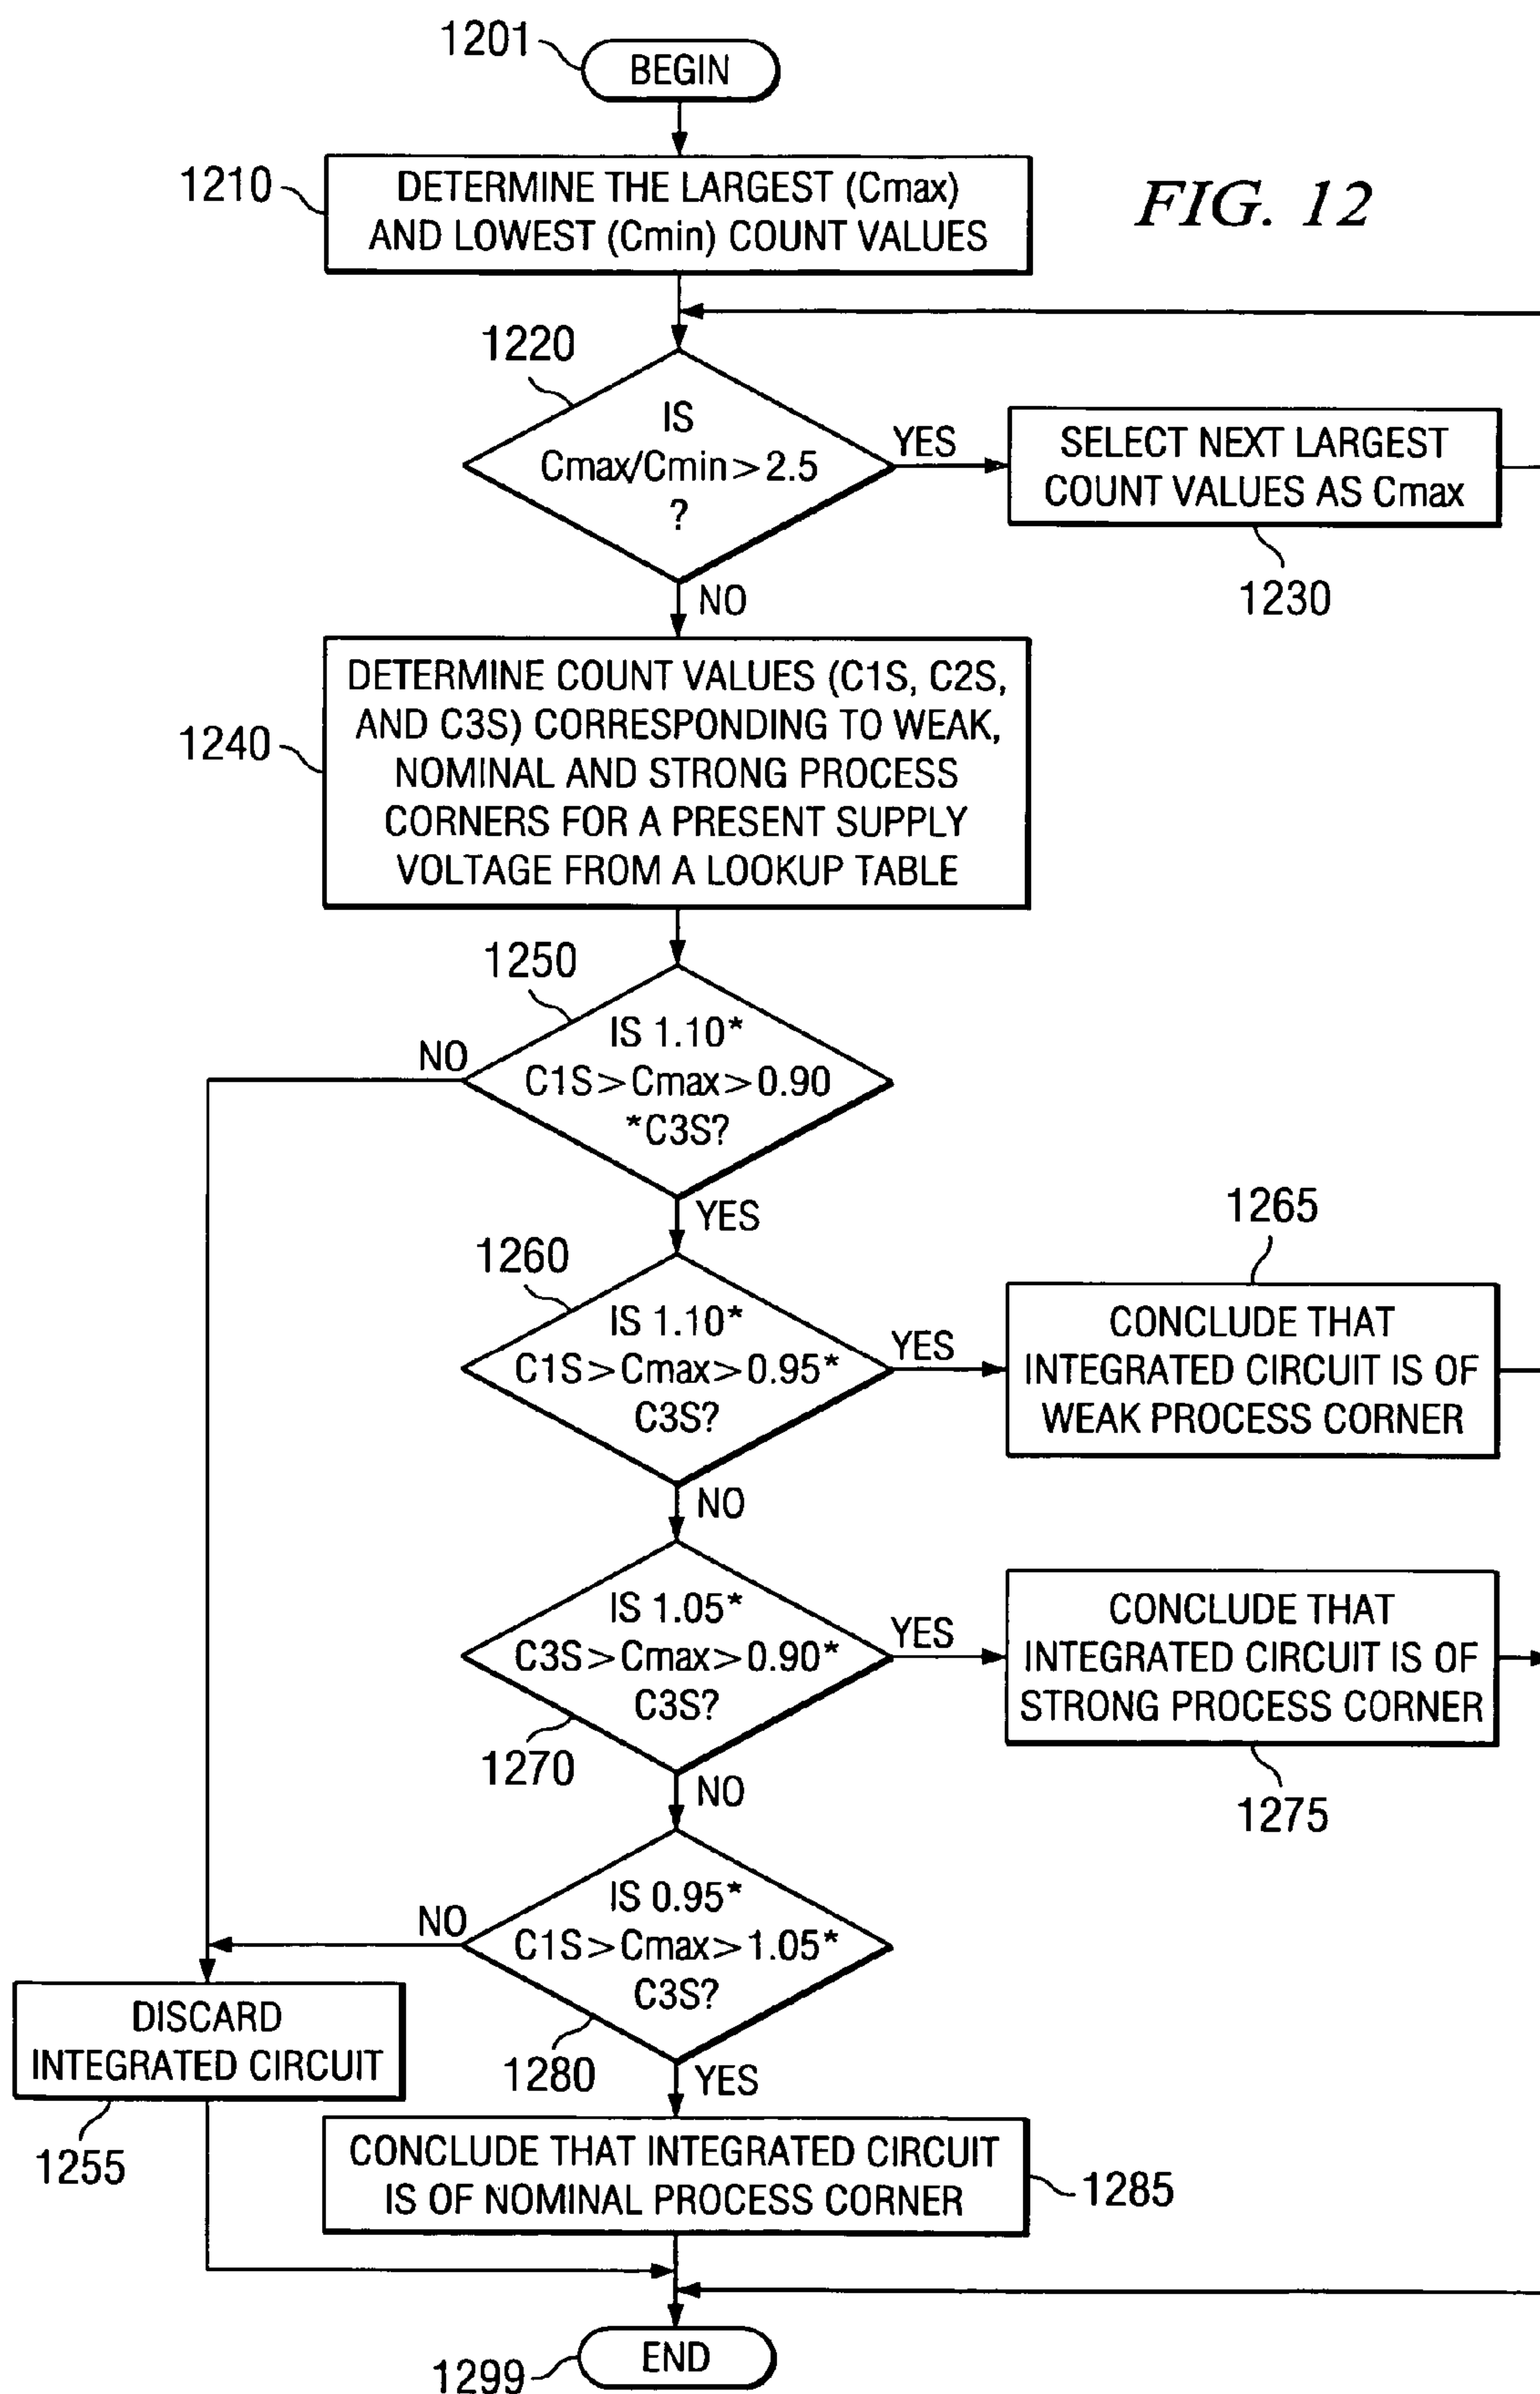 1201
BEGIN
1210
DETERMINE THE LARGEST (Cmax)
AND LOWEST (Cmin) COUNT VALUES
FIG. 12
1220
IS
Cmax/Cmin>2.5
?
YES
SELECT NEXT LARGEST
COUNT VALUES AS Cmax
1230
NO
1240
DETERMINE COUNT VALUES (C1S, C2S,
AND C3S) CORRESPONDING TO WEAK,
NOMINAL AND STRONG PROCESS
CORNERS FOR A PRESENT SUPPLY
VOLTAGE FROM A LOOKUP TABLE
1250
NO
IS 1.10*
C1S>Cmax>0.90
*C3S?
YES
1260
IS 1.10*
C1S>Cmax>0.95*
C3S?
YES
1265
CONCLUDE THAT
INTEGRATED CIRCUIT IS OF
WEAK PROCESS CORNER
NO
IS 1.05*
C3S>Cmax>0.90*
C3S?
1270
YES
CONCLUDE THAT
INTEGRATED CIRCUIT IS OF
STRONG PROCESS CORNER
1275
NO
NO
IS 0.95*
C1S>Cmax>1.05*
C3S?
1280
YES
DISCARD
INTEGRATED CIRCUIT
1255
CONCLUDE THAT INTEGRATED CIRCUIT
IS OF NOMINAL PROCESS CORNER
1285
END
1299